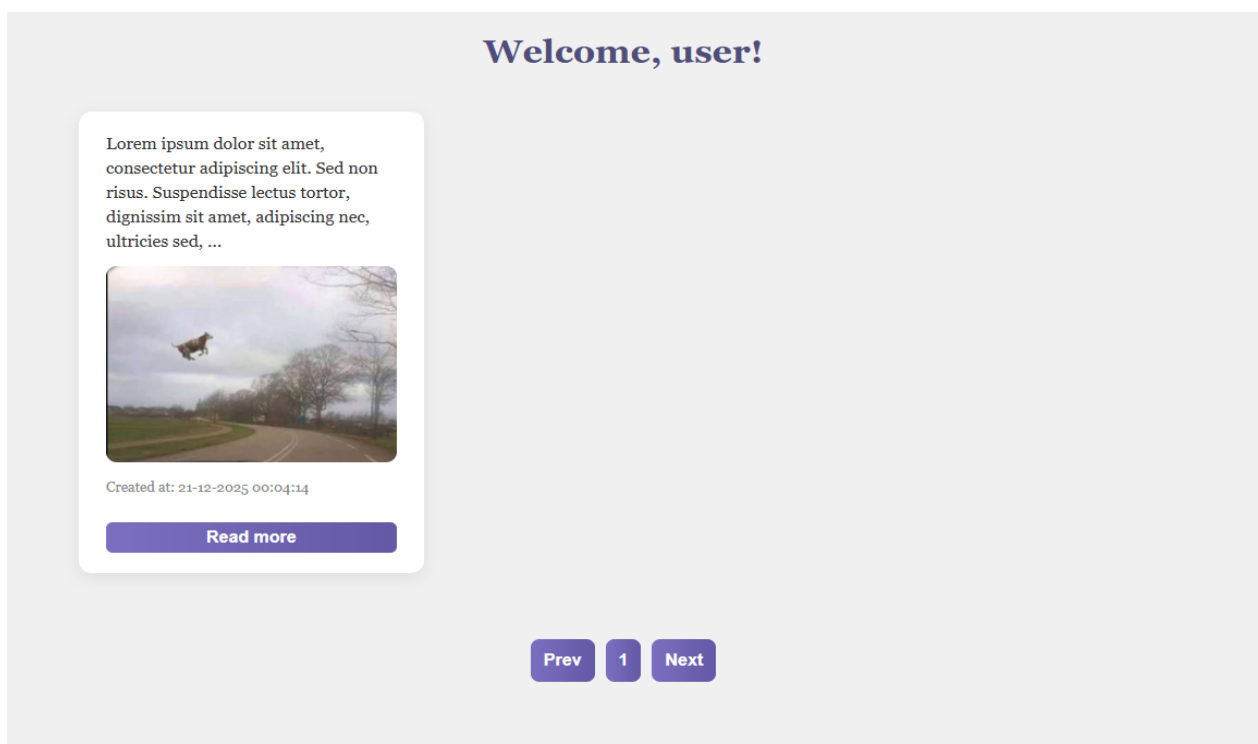 Welcome, user!
Lorem ipsum dolor sit amet,
consectetur adipiscing elit. Sed non
risus. Suspendisse lectus tortor,
dignissim sit amet, adipiscing nec,
ultricies sed, ...
Created at: 21-12-2025 00:04:14
Read more
Prev 1 Next